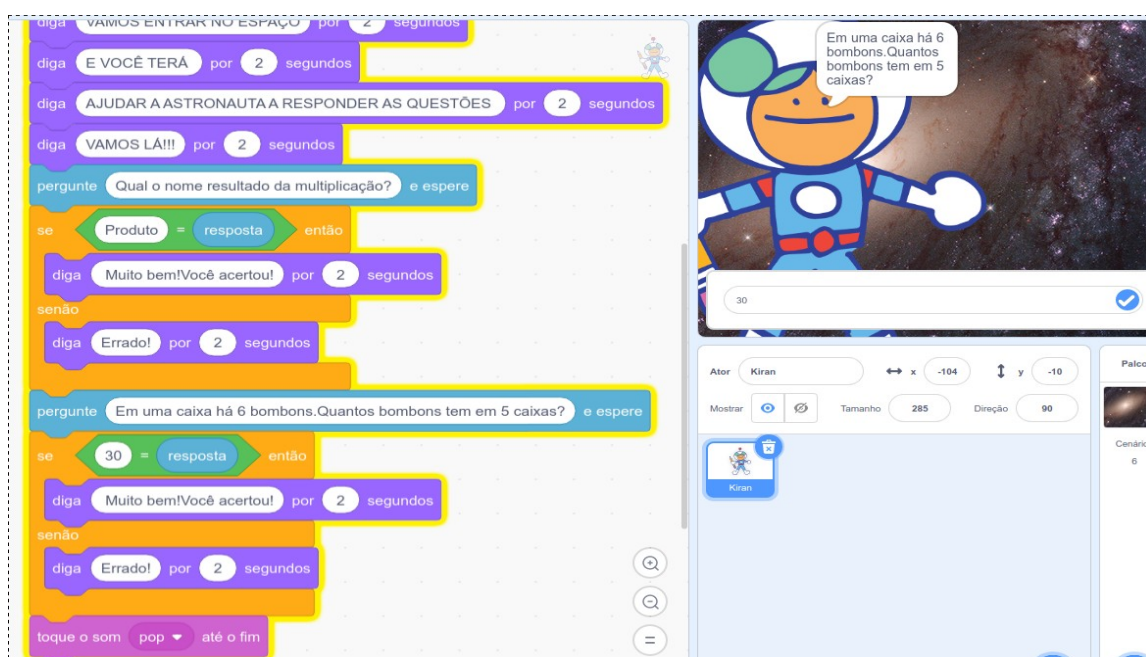 diga VAMOS ENTRAR NO ESPAÇO por 2 segundos
diga E VOCÊ TERÁ por 2 segundos
diga AJUDAR A ASTRONAUTA A RESPONDER AS QUESTÕES por 2 segundos
diga VAMOS LÁ!!! por 2 segundos
pergunte Qual o nome resultado da multiplicação? e espere
se Produto = resposta então
diga Muito bem!Você acertou! por 2 segundos
senão
diga Errado! por 2 segundos
pergunte Em uma caixa há 6 bombons.Quantos bombons tem em 5 caixas? e espere
se 30 = resposta então
diga Muito bem!Você acertou! por 2 segundos
senão
diga Errado! por 2 segundos
toque o som pop até o fim
Em uma caixa há 6
bombons.Quantos
bombons tem em 5
caixas?
30
Ator Kiran x -104 y -10
Mostrar Tamanho 285 Direção 90
Kiran
Palco
Cenário
6